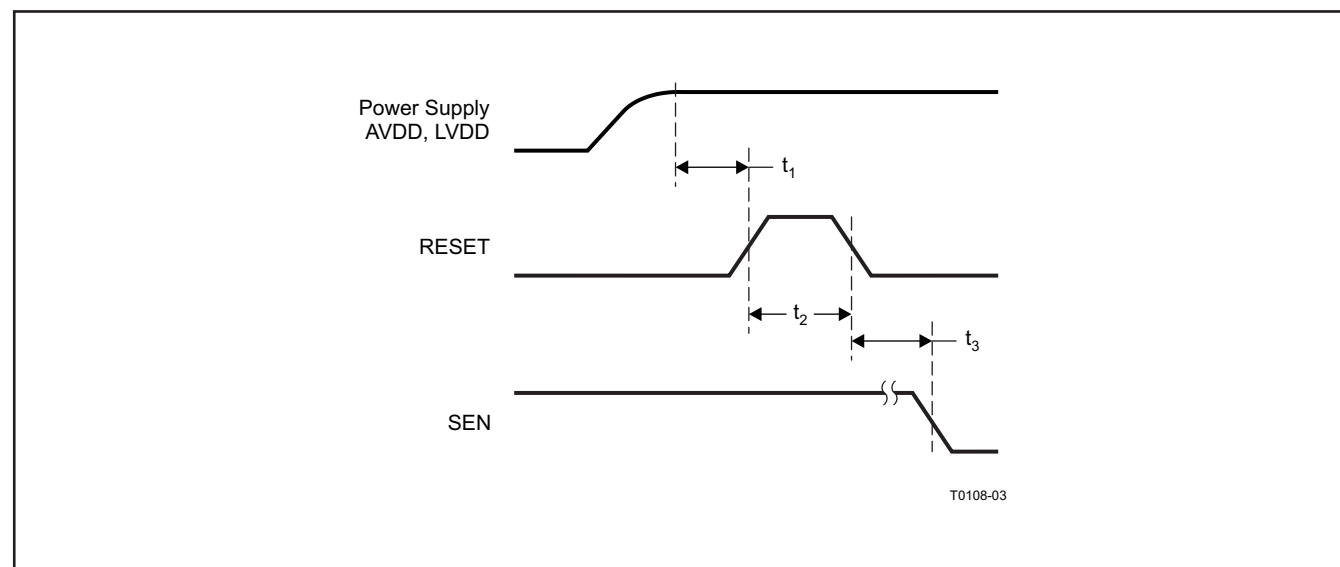 Power Supply
AVDD, LVDD
t1
RESET
t2
t3
SEN
T0108-03